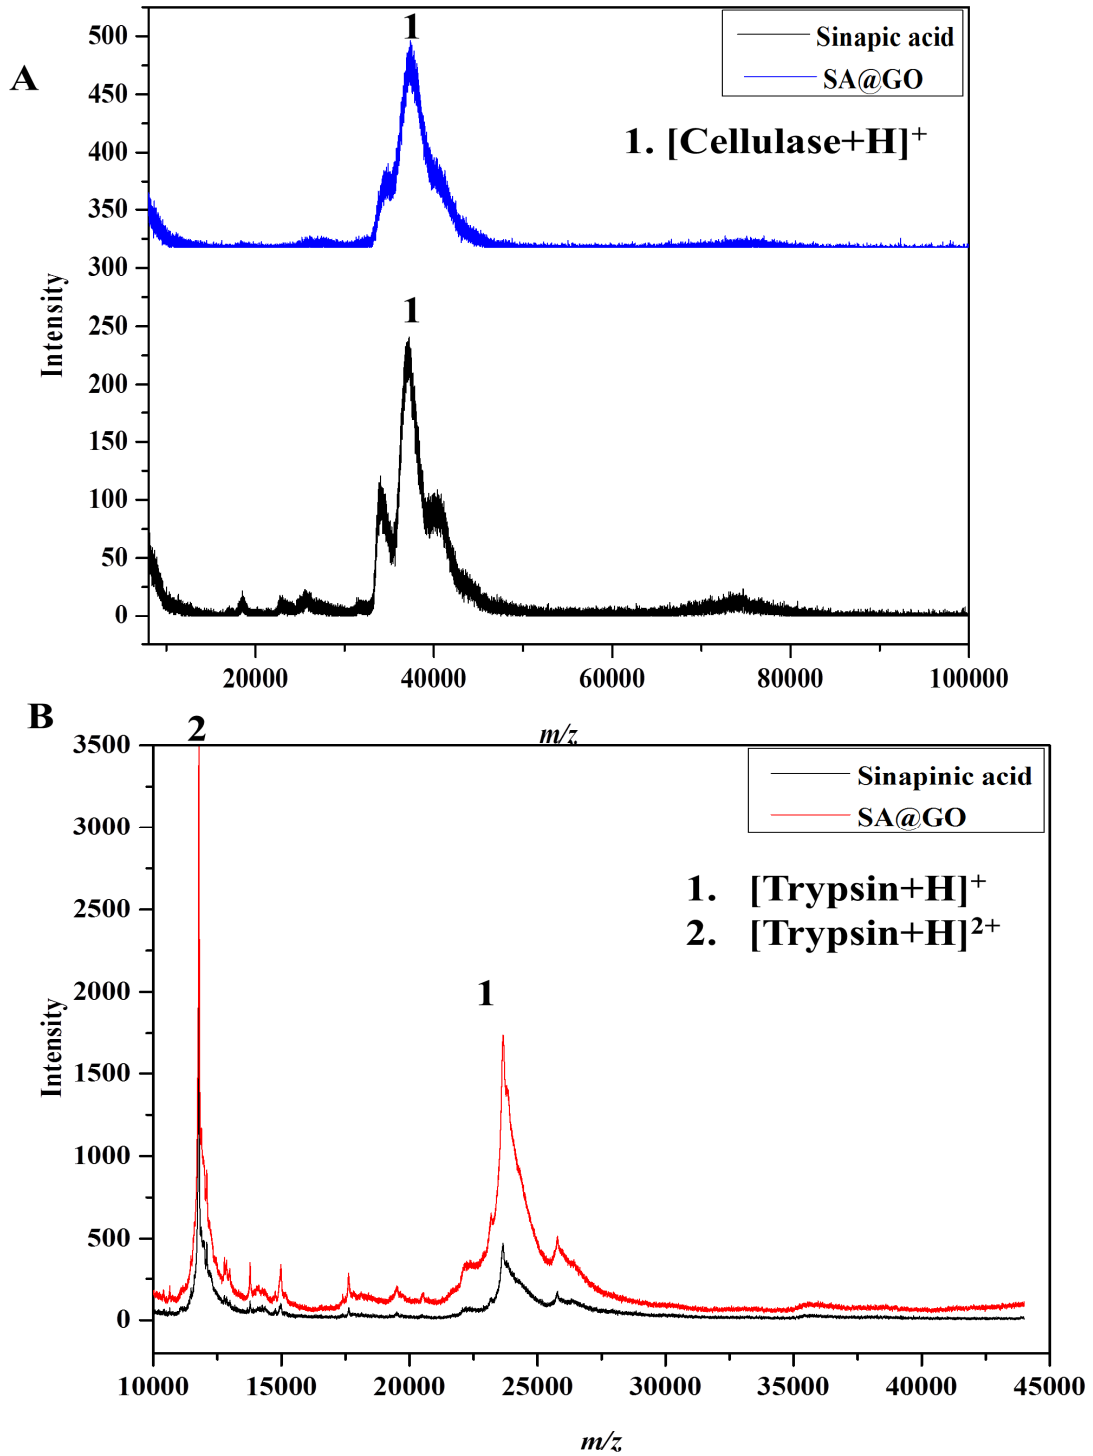 A
Sinapic acid
SA@GO
1. [Cellulase+H]+
1
1
Intensity
500
450
400
350
300
250
200
150
100
50
0
20000 40000 60000 80000 100000
m/z
B
Sinapinic acid
SA@GO
1. [Trypsin+H]+
2. [Trypsin+H]2+
2
1
Intensity
3500
3000
2500
2000
1500
1000
500
0
10000 15000 20000 25000 30000 35000 40000 45000
m/z